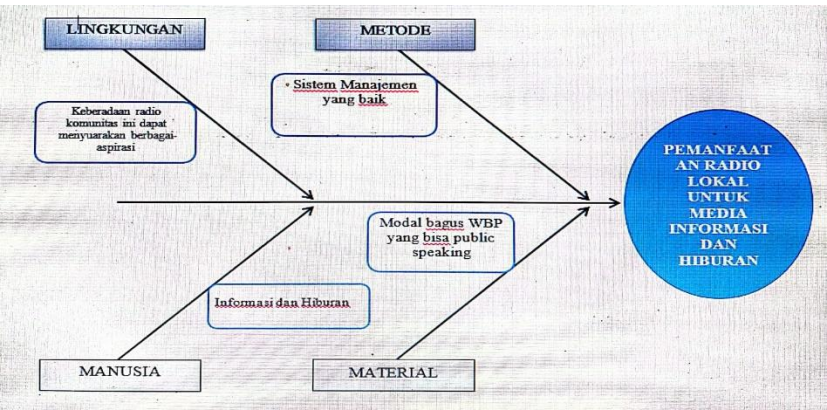 LINGKUNGAN
METODE
• Sistem Manajemen
yang baik
Keberadaan radio
komunitas ini dapat
menyuarakan berbagai
aspirasi
PEMANFAAT
AN RADIO
LOKAL
UNTUK
MEDIA
INFORMASI
DAN
HIBURAN
Modal bagus WBP
yang bisa public
speaking
Informasi dan Hiburan
MANUSIA
MATERIAL